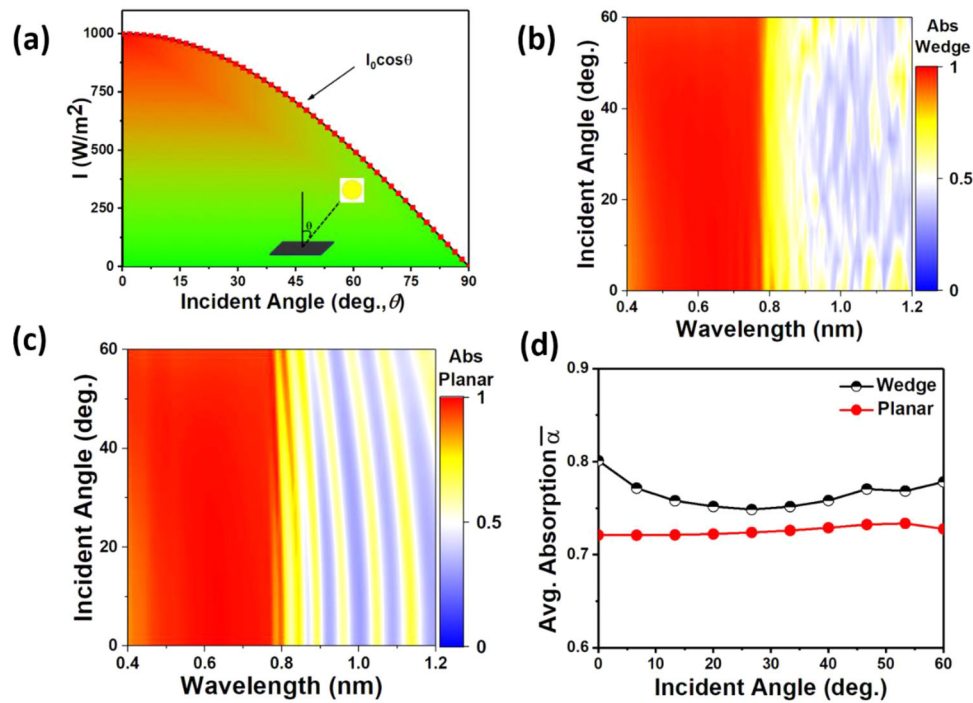 (a)
1000
750
500
250
0
I (W/m2)
I₀cosθ
θ
0 15 30 45 60 75 90
Incident Angle (deg.,θ)
(b)
60
50
40
30
20
10
0
Incident Angle (deg.)
0.4 0.6 0.8 1.0 1.2
Wavelength (nm)
Abs
Wedge
1
0.5
0
(c)
60
40
20
0
Incident Angle (deg.)
0.4 0.6 0.8 1.0 1.2
Wavelength (nm)
Abs
Planar
1
0.5
0
(d)
0.9
0.8
0.7
0.6
Avg. Absorption α̅
Wedge
Planar
0 10 20 30 40 50 60
Incident Angle (deg.)